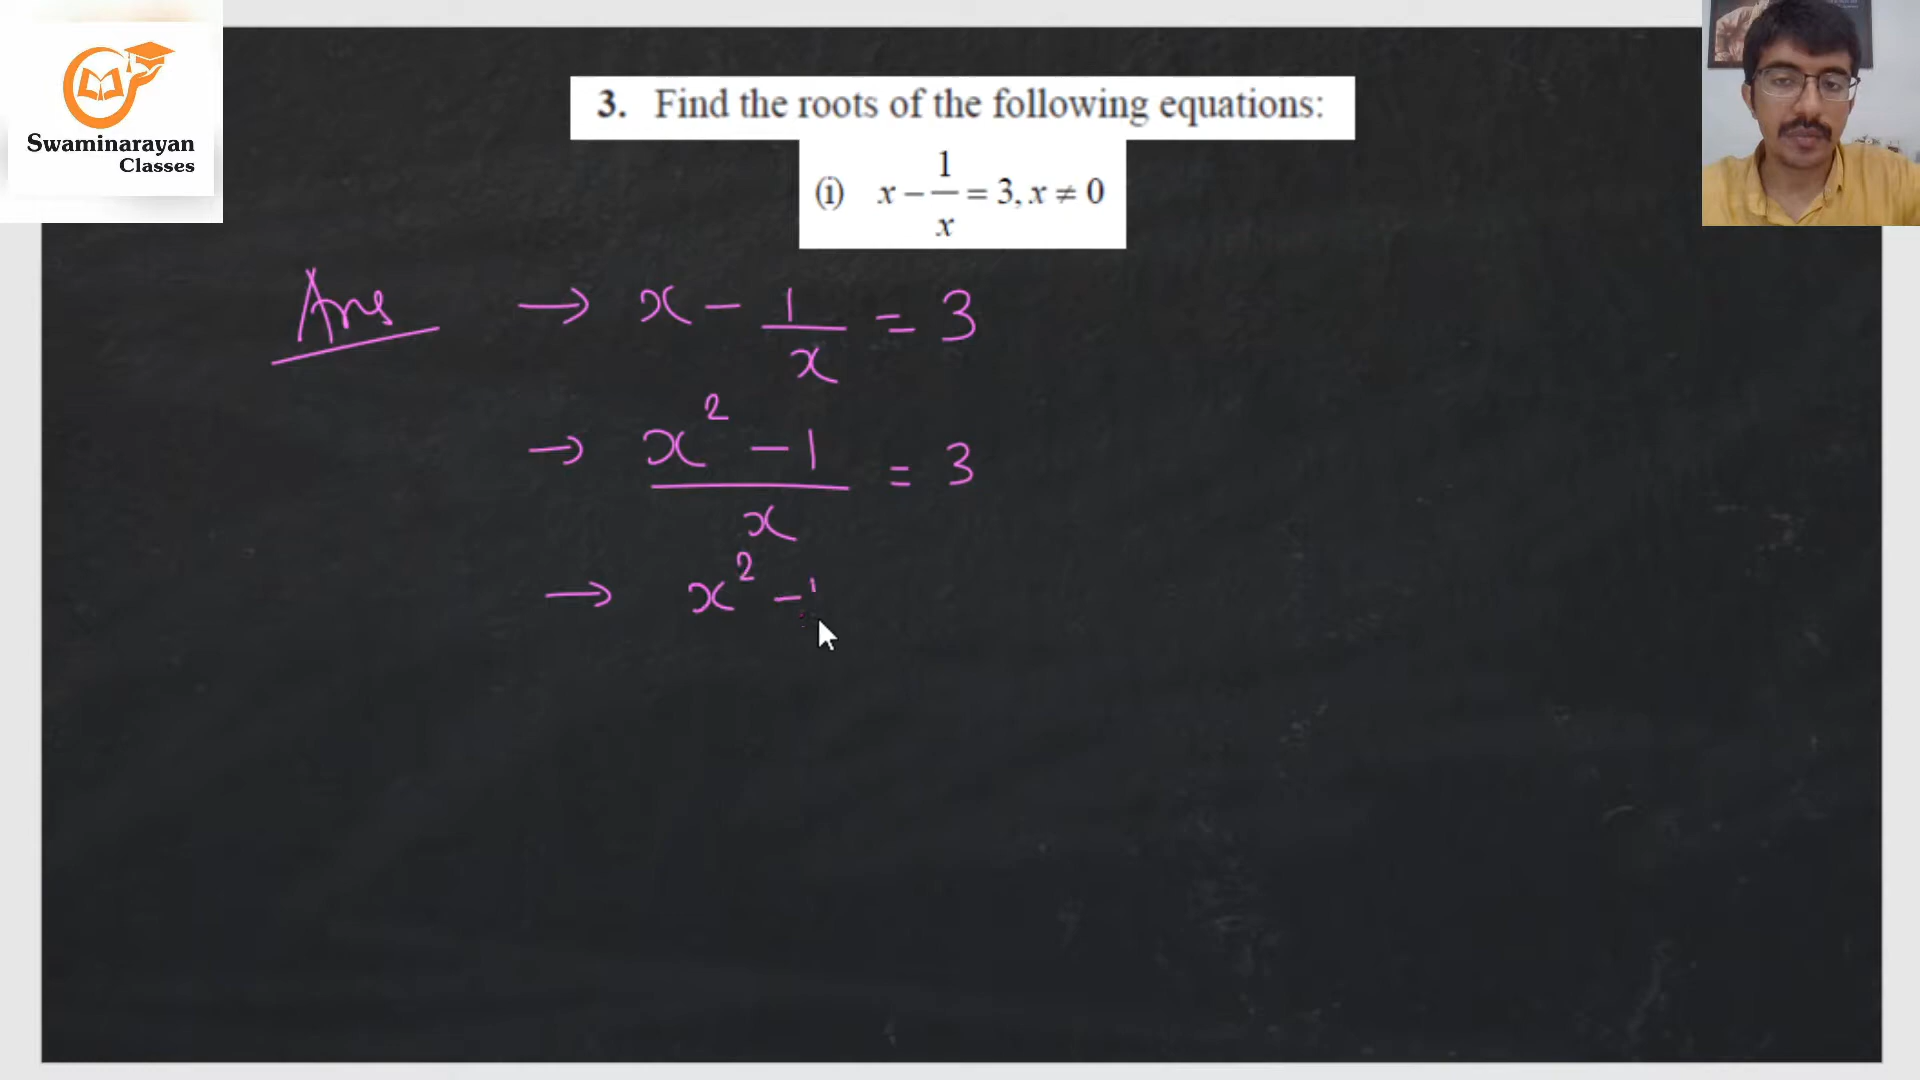 Swaminarayan
Classes
3. Find the roots of the following equations:
(i) x - 1/x = 3, x ≠ 0
Ans → x - 1/x = 3
→ x² - 1 / x = 3
→ x² - 1